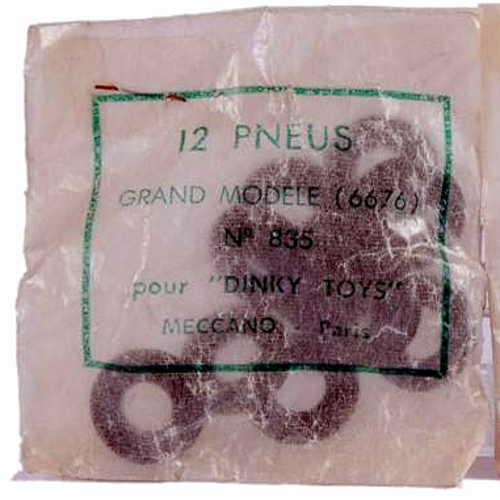 12 PNEUS
GRAND MODELE (6676)
Nº 835
pour "DINKY TOYS"
MECCANO - Paris